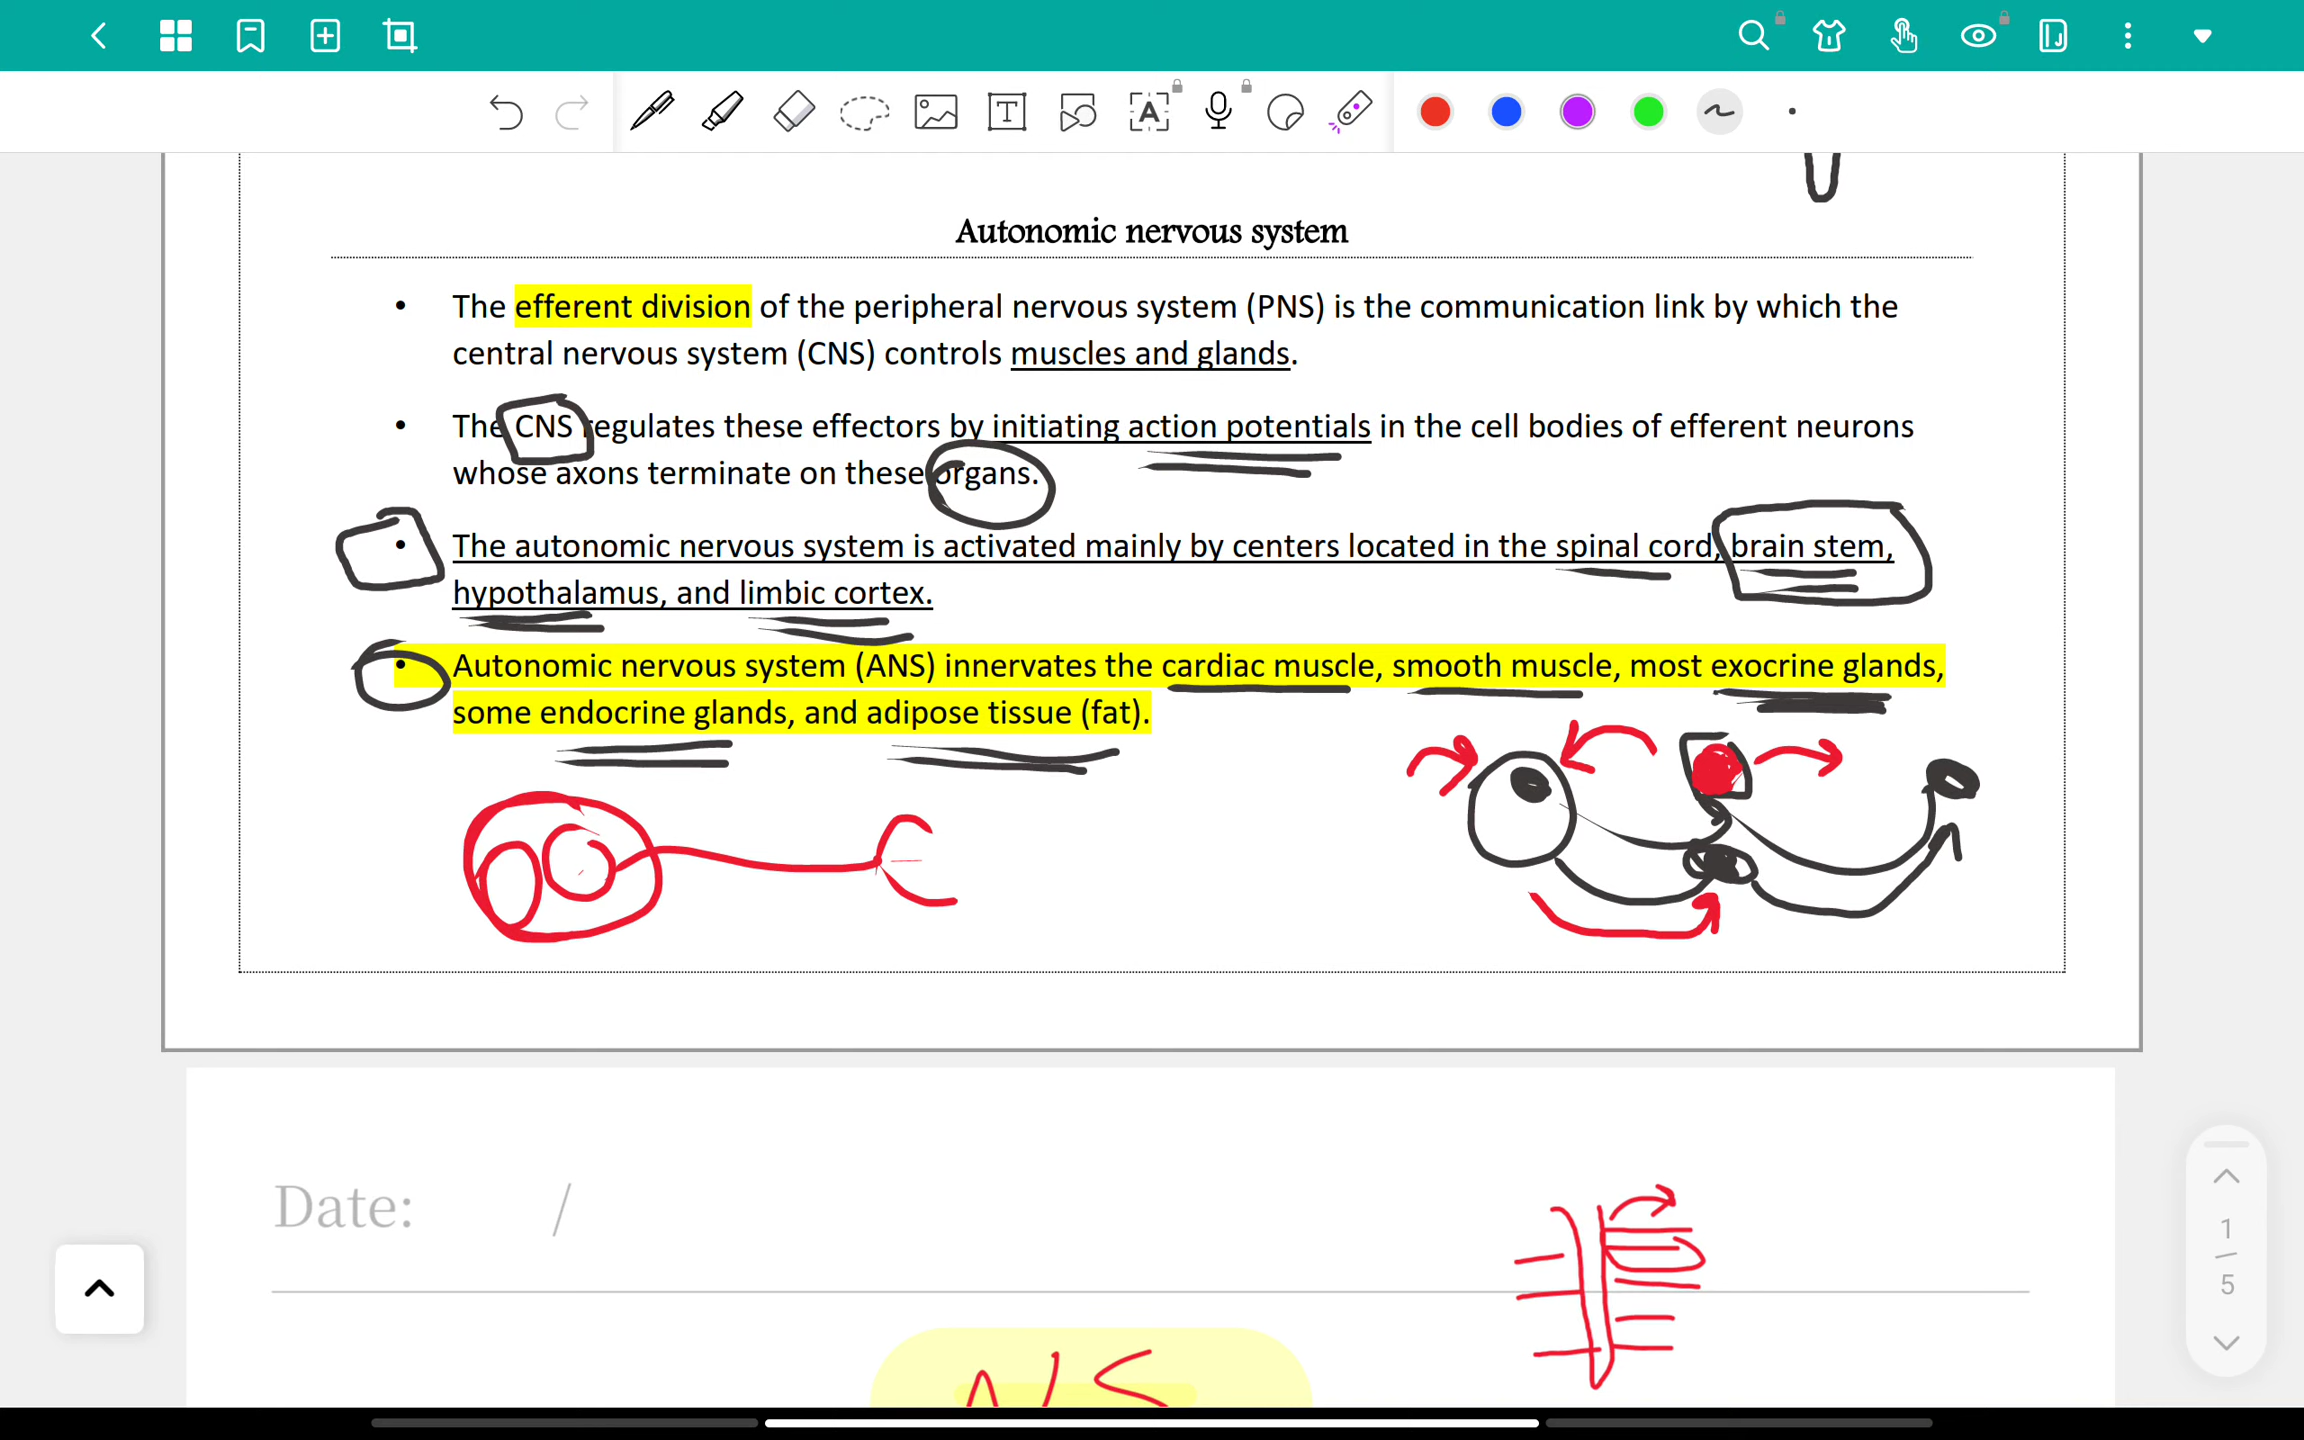 Autonomic nervous system
• The efferent division of the peripheral nervous system (PNS) is the communication link by which the
central nervous system (CNS) controls muscles and glands.
• The CNS regulates these effectors by initiating action potentials in the cell bodies of efferent neurons
whose axons terminate on these organs.
• The autonomic nervous system is activated mainly by centers located in the spinal cord, brain stem,
hypothalamus, and limbic cortex.
• Autonomic nervous system (ANS) innervates the cardiac muscle, smooth muscle, most exocrine glands,
some endocrine glands, and adipose tissue (fat).
Date: /
1
/
5